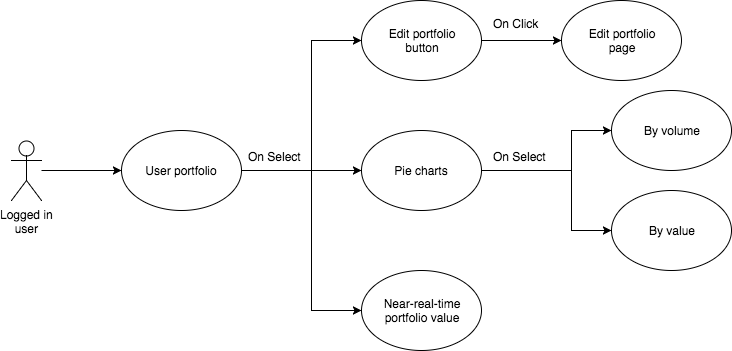 Edit portfolio
button
On Click
Edit portfolio
page
User portfolio
On Select
Pie charts
On Select
By volume
By value
Logged in
user
Near-real-time
portfolio value